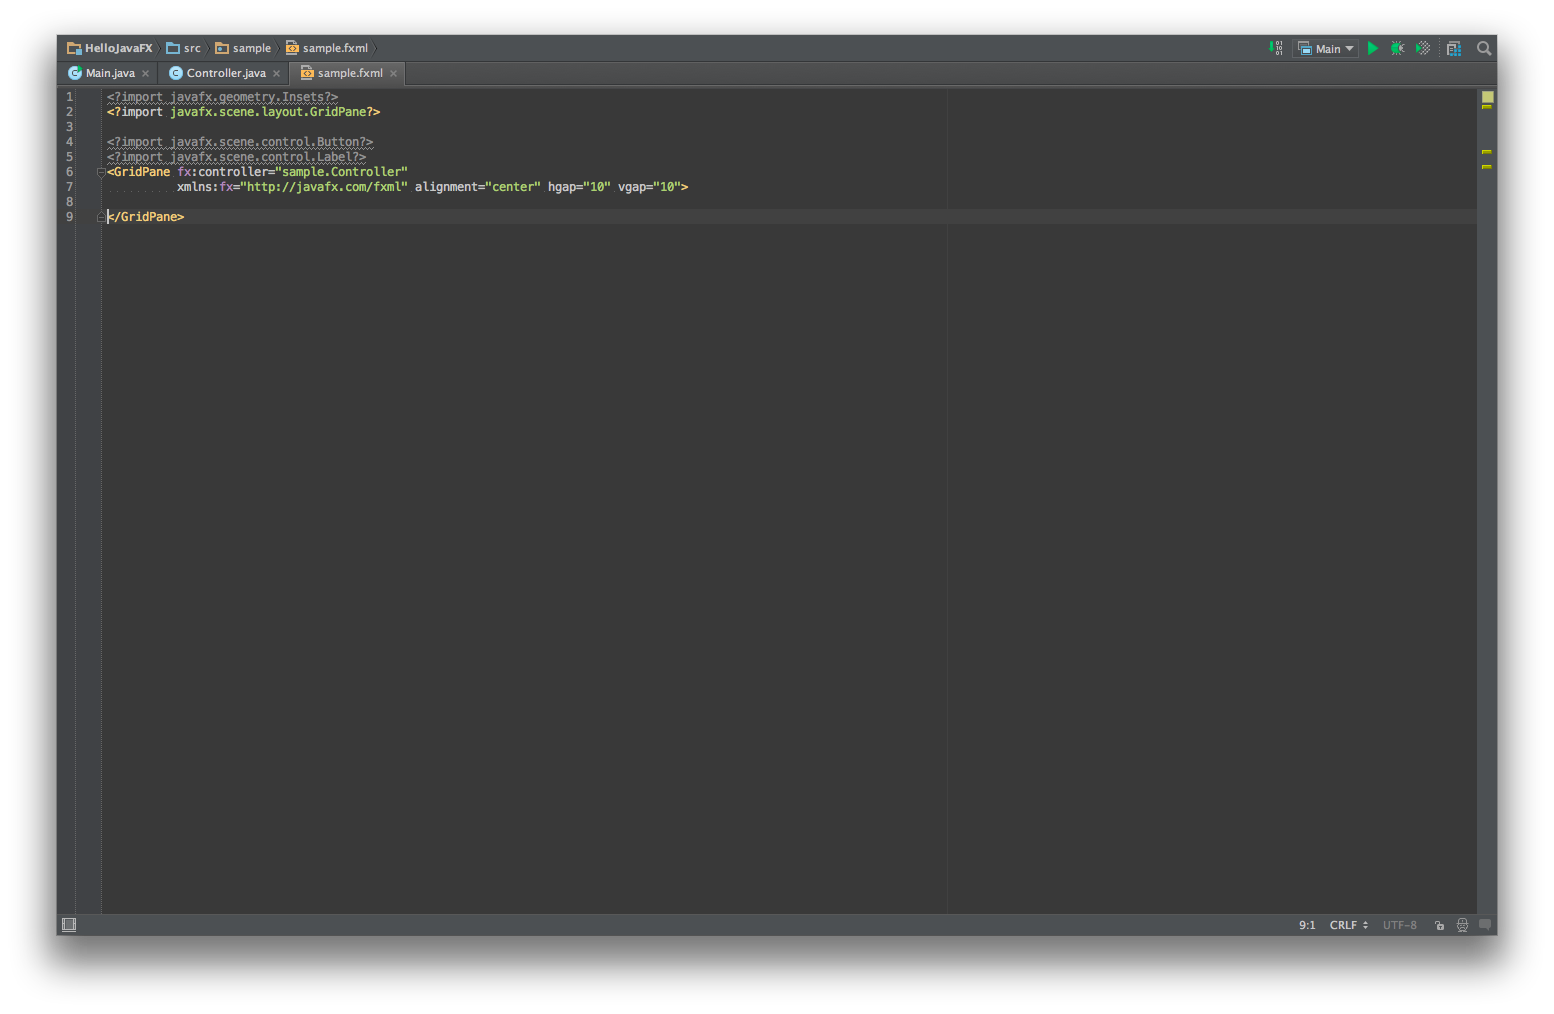 HelloJavaFX src sample sample.fxml Main
Main.java Controller.java sample.fxml
1 <?import javafx.geometry.Insets?>
2 <?import javafx.scene.layout.GridPane?>
3
4 <?import javafx.scene.control.Button?>
5 <?import javafx.scene.control.Label?>
6 <GridPane fx:controller="sample.Controller"
7 xmlns:fx="http://javafx.com/fxml" alignment="center" hgap="10" vgap="10">
8
9 </GridPane>
9:1 CRLF UTF-8